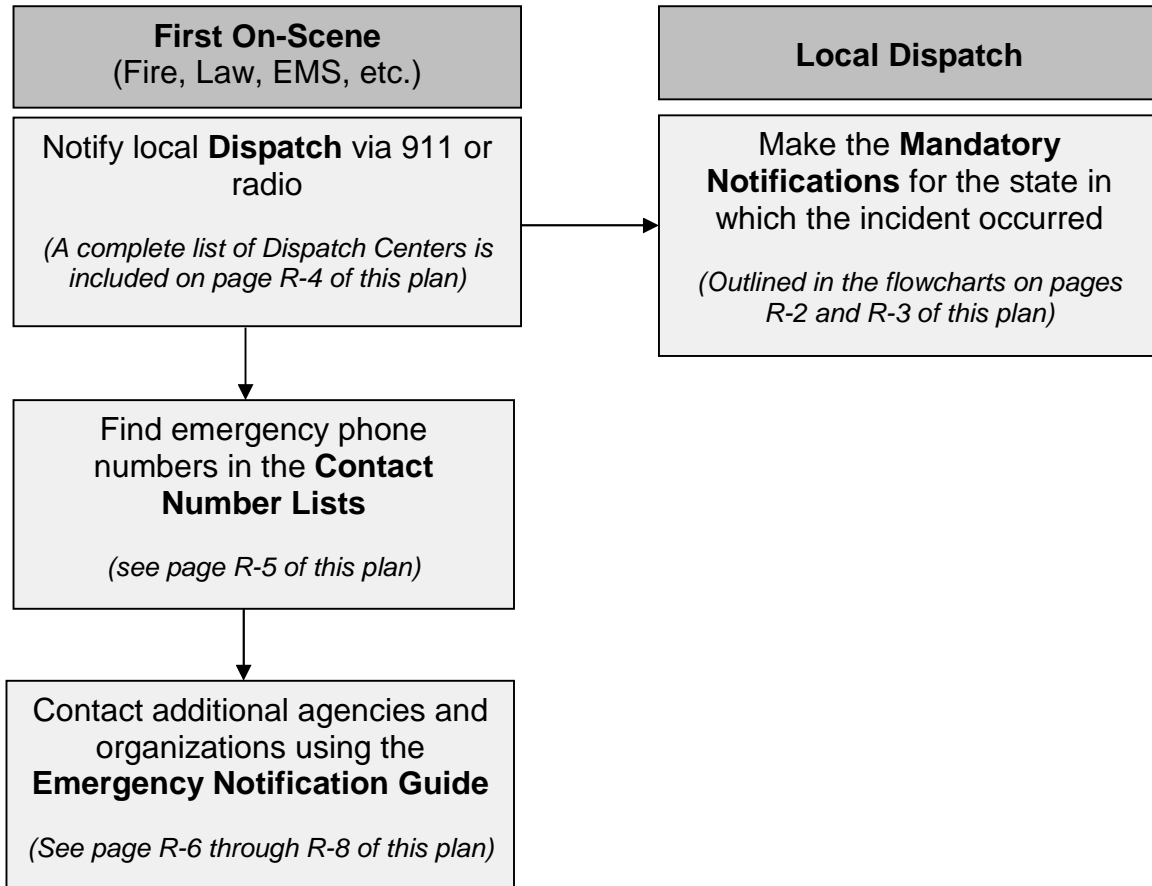 First On-Scene
(Fire, Law, EMS, etc.)
Local Dispatch
Notify local Dispatch via 911 or
radio
(A complete list of Dispatch Centers is
included on page R-4 of this plan)
Make the Mandatory
Notifications for the state in
which the incident occurred
(Outlined in the flowcharts on pages
R-2 and R-3 of this plan)
Find emergency phone
numbers in the Contact
Number Lists
(see page R-5 of this plan)
Contact additional agencies and
organizations using the
Emergency Notification Guide
(See page R-6 through R-8 of this plan)